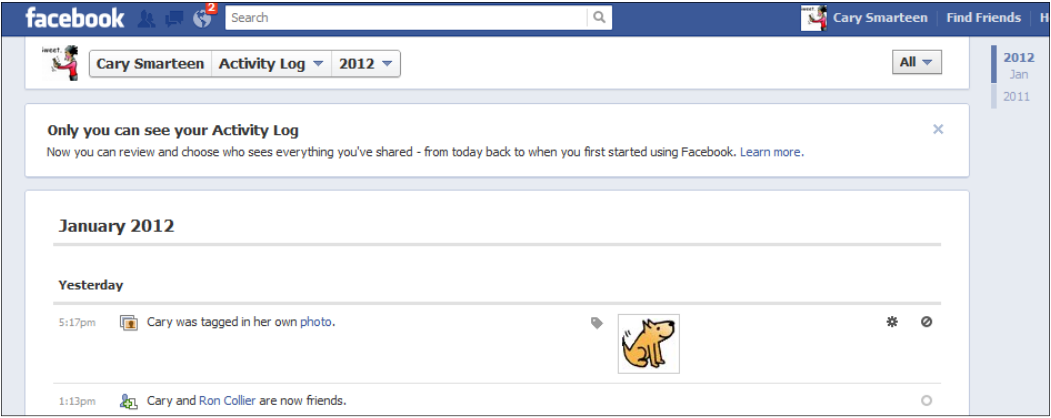 facebook 2 Search Cary Smarteen Find Friends H
iweet.
Cary Smarteen Activity Log 2012 All
2012
Jan
2011
Only you can see your Activity Log
Now you can review and choose who sees everything you've shared - from today back to when you first started using Facebook. Learn more.
January 2012
Yesterday
5:17pm Cary was tagged in her own photo.
1:13pm Cary and Ron Collier are now friends.